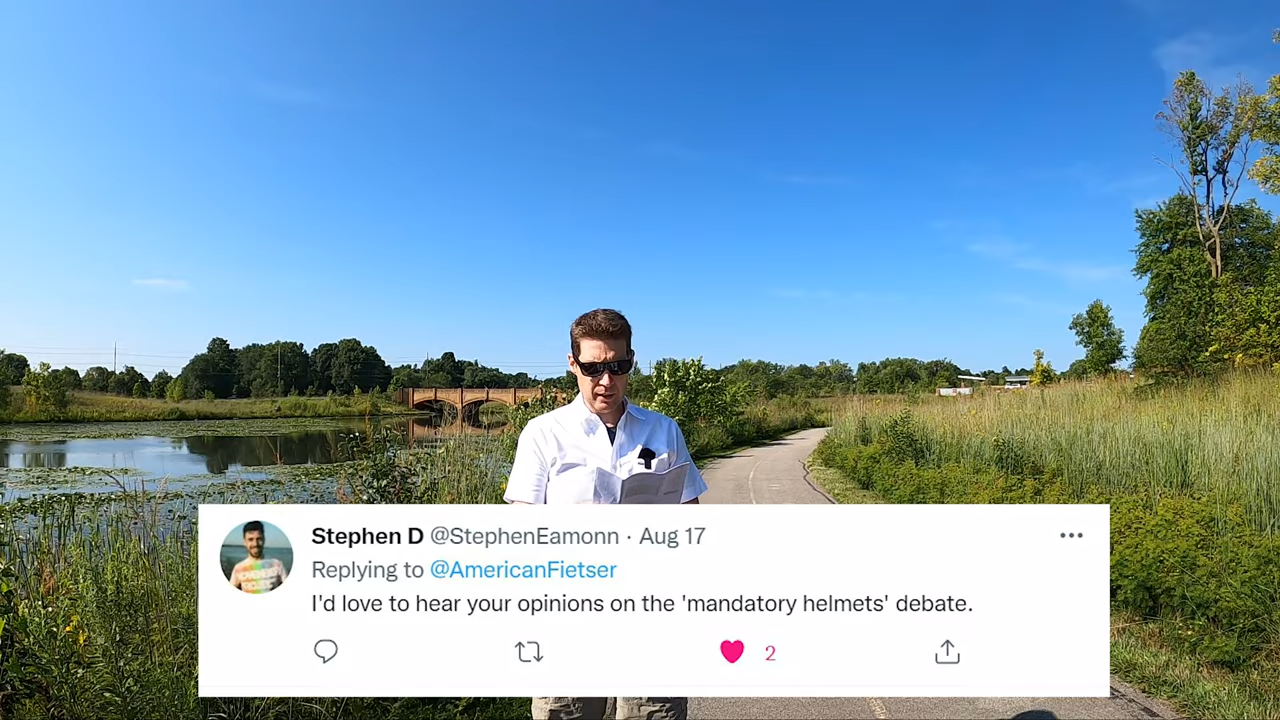 Stephen D @StephenEamonn · Aug 17
Replying to @AmericanFietser
I'd love to hear your opinions on the 'mandatory helmets' debate.
2